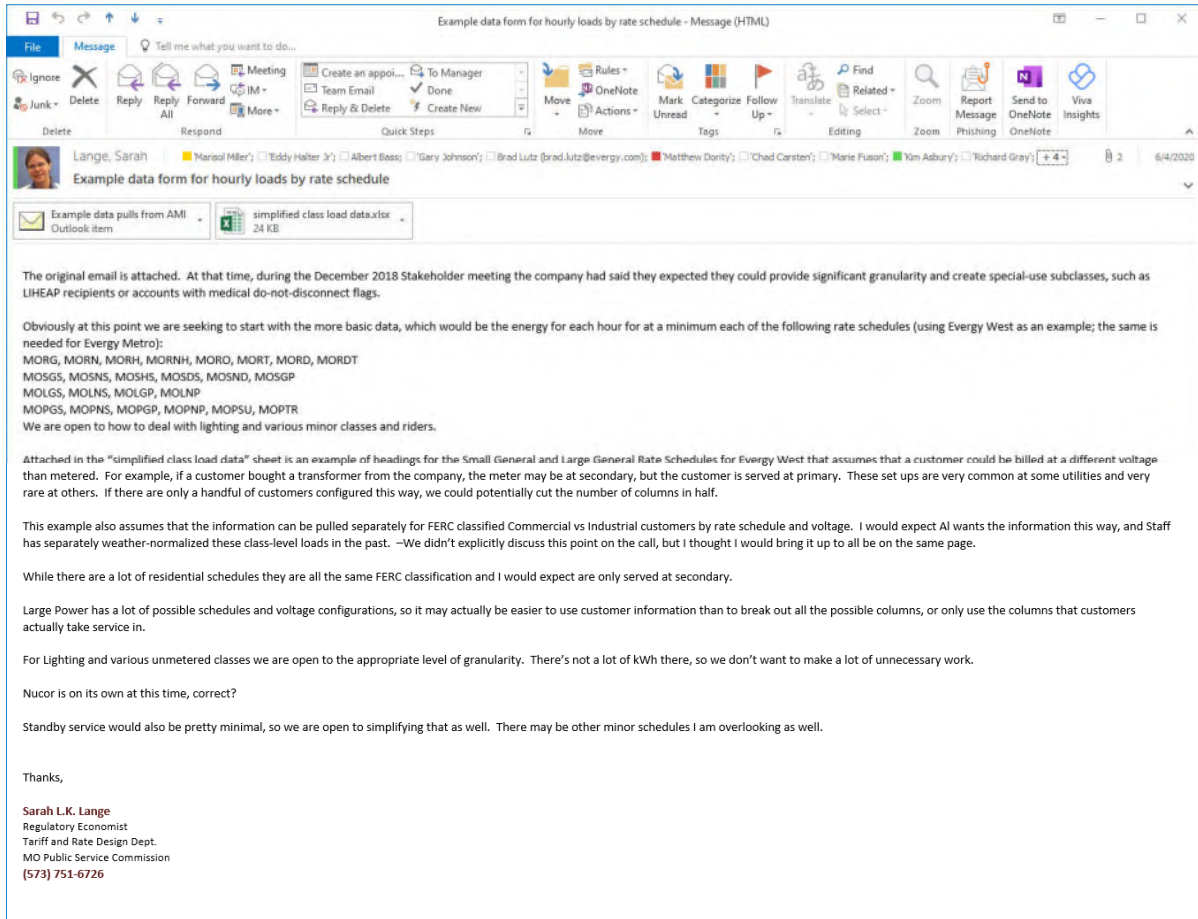 Example data form for hourly loads by rate schedule - Message (HTML)
File Message Tell me what you want to do...
Ignore
Junk
Delete
Reply
Reply All
Forward
Meeting
IM
More
Create an appoi...
Team Email
Reply & Delete
To Manager
Done
Create New
Move
Rules
OneNote
Actions
Mark Unread
Categorize
Follow Up
Translate
Find
Related
Select
Zoom
Report Message
Send to OneNote
Viva Insights
Delete Respond Quick Steps Move Tags Editing Zoom Phishing OneNote
Lange, Sarah 'Marisol Miller'; 'Eddy Halter Jr'; Albert Bass; 'Gary Johnson'; Brad Lutz (brad.lutz@evergy.com); 'Matthew Dority'; 'Chad Carsten'; 'Marie Fuson'; 'Kim Asbury'; 'Richard Gray'; +4 2 6/4/2020
Example data form for hourly loads by rate schedule
Example data pulls from AMI
Outlook item
simplified class load data.xlsx
24 KB
The original email is attached. At that time, during the December 2018 Stakeholder meeting the company had said they expected they could provide significant granularity and create special-use subclasses, such as
LIHEAP recipients or accounts with medical do-not-disconnect flags.
Obviously at this point we are seeking to start with the more basic data, which would be the energy for each hour for at a minimum each of the following rate schedules (using Evergy West as an example; the same is
needed for Evergy Metro):
MORG, MORN, MORH, MORNH, MORO, MORT, MORD, MORDT
MOSGS, MOSNS, MOSHS, MOSDS, MOSND, MOSGP
MOLGS, MOLNS, MOLGP, MOLNP
MOPGS, MOPNS, MOPGP, MOPNP, MOPSU, MOPTR
We are open to how to deal with lighting and various minor classes and riders.
Attached in the "simplified class load data" sheet is an example of headings for the Small General and Large General Rate Schedules for Evergy West that assumes that a customer could be billed at a different voltage
than metered. For example, if a customer bought a transformer from the company, the meter may be at secondary, but the customer is served at primary. These set ups are very common at some utilities and very
rare at others. If there are only a handful of customers configured this way, we could potentially cut the number of columns in half.
This example also assumes that the information can be pulled separately for FERC classified Commercial vs Industrial customers by rate schedule and voltage. I would expect Al wants the information this way, and Staff
has separately weather-normalized these class-level loads in the past. –We didn't explicitly discuss this point on the call, but I thought I would bring it up to all be on the same page.
While there are a lot of residential schedules they are all the same FERC classification and I would expect are only served at secondary.
Large Power has a lot of possible schedules and voltage configurations, so it may actually be easier to use customer information than to break out all the possible columns, or only use the columns that customers
actually take service in.
For Lighting and various unmetered classes we are open to the appropriate level of granularity. There's not a lot of kWh there, so we don't want to make a lot of unnecessary work.
Nucor is on its own at this time, correct?
Standby service would also be pretty minimal, so we are open to simplifying that as well. There may be other minor schedules I am overlooking as well.
Thanks,
Sarah L.K. Lange
Regulatory Economist
Tariff and Rate Design Dept.
MO Public Service Commission
(573) 751-6726